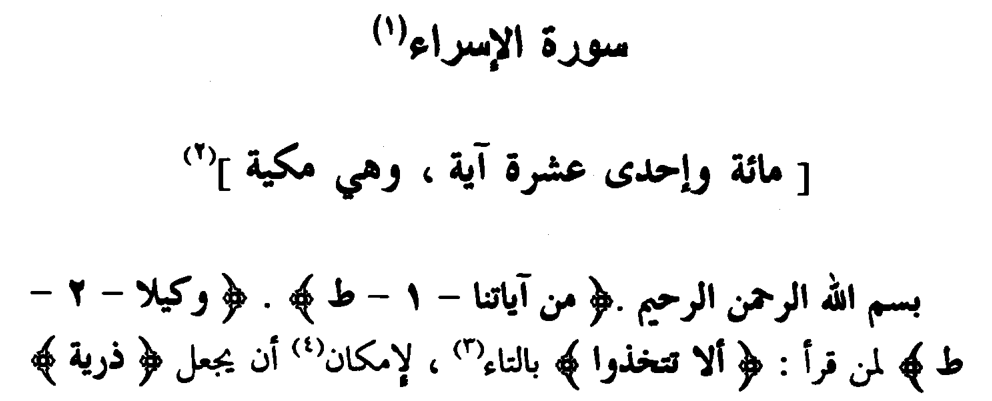 سورة الإسراء(١)
[ مائة وإحدى عشرة آية ، وهي مكية ](٢)
بسم الله الرحمن الرحيم . ﴿ من آياتنا – ١ – ط ﴾ . ﴿ وكيلا – ٢ –
ط ﴾ لمن قرأ : ﴿ ألا تتخذوا ﴾ بالتاء(٣) ، لإمكان(٤) أن يجعل ﴿ ذرية ﴾